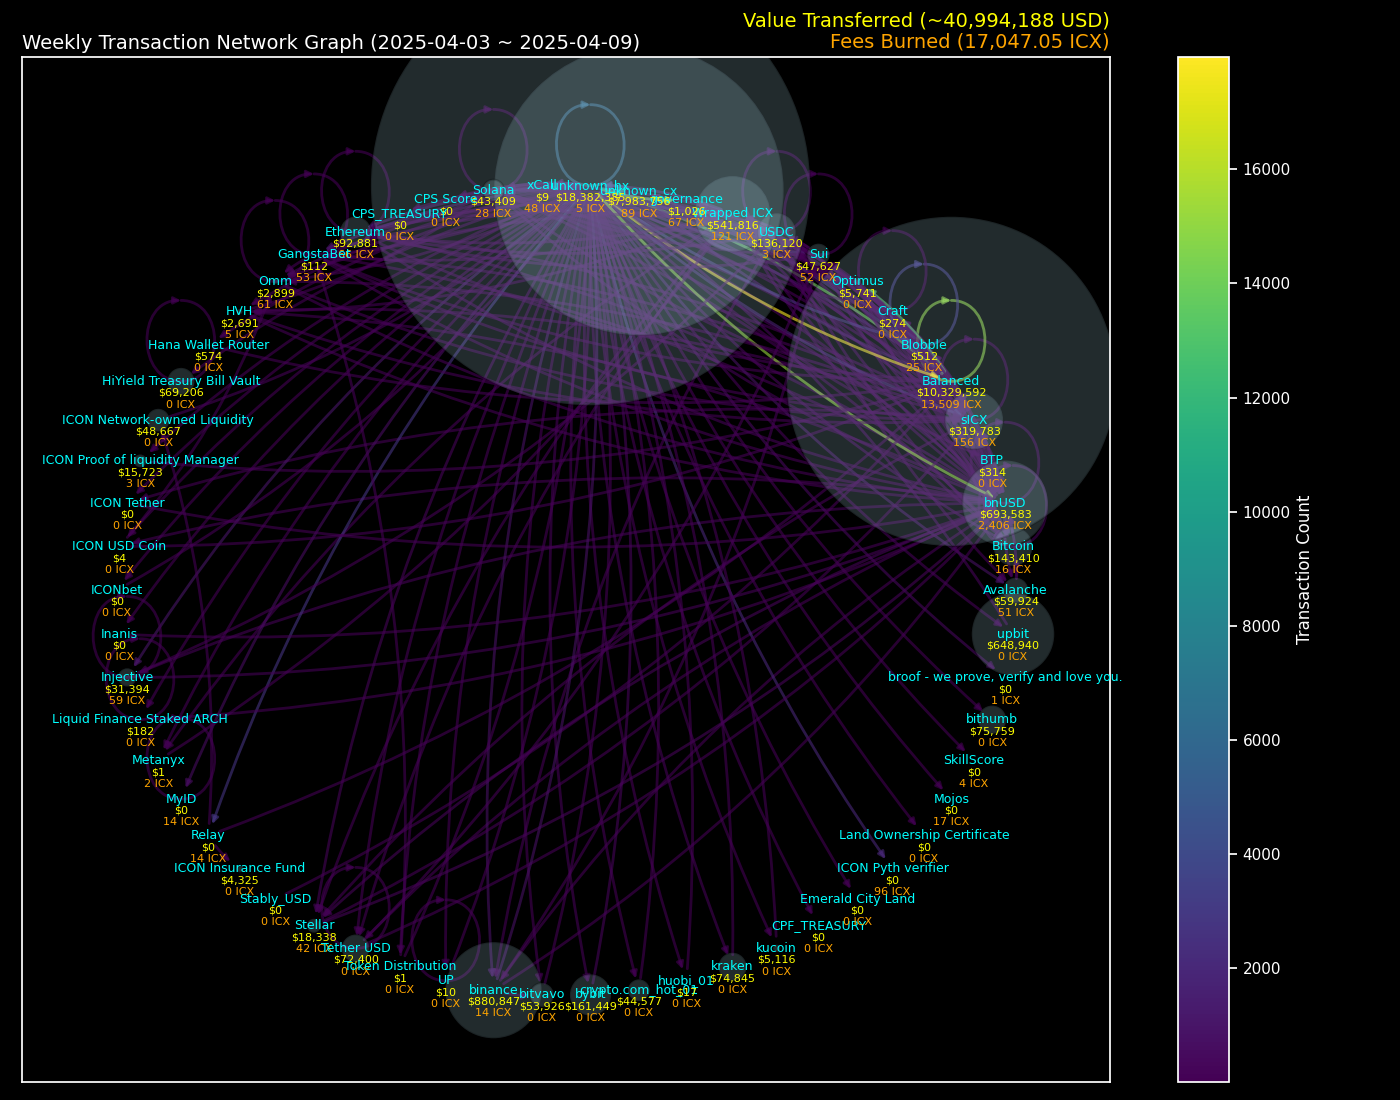 Value Transferred (~40,994,188 USD)
Weekly Transaction Network Graph (2025-04-03 ~ 2025-04-09)
Fees Burned (17,047.05 ICX)
Solana
$43,409
28 ICX
xCall
$9
48 ICX
unknown_hx
5 ICX
unknown_cx
89 ICX
67 ICX
Wrapped ICX
$541,816
121 ICX
CPS Score
$0
0 ICX
CPS_TREASURY
$0
0 ICX
USDC
$136,120
3 ICX
Ethereum
$92,881
Sui
$47,627
52 ICX
GangstaBet
$112
53 ICX
Optimus
$5,741
0 ICX
Omm
$2,899
61 ICX
Craft
$274
0 ICX
HVH
$2,691
5 ICX
Blobble
$512
25 ICX
Hana Wallet Router
$574
0 ICX
Balanced
$10,329,592
13,509 ICX
HiYield Treasury Bill Vault
$69,206
0 ICX
sICX
$319,783
156 ICX
ICON Network-owned Liquidity
$48,667
0 ICX
BTP
$314
0 ICX
ICON Proof of liquidity Manager
$15,723
3 ICX
bnUSD
$693,583
2,406 ICX
ICON Tether
$0
0 ICX
Bitcoin
$143,410
16 ICX
ICON USD Coin
$4
0 ICX
Avalanche
$59,924
51 ICX
ICONbet
$0
0 ICX
upbit
$648,940
0 ICX
Inanis
$0
0 ICX
broof - we prove, verify and love you.
$0
1 ICX
Injective
$31,394
59 ICX
bithumb
$75,759
0 ICX
Liquid Finance Staked ARCH
$182
0 ICX
SkillScore
$0
4 ICX
Metanyx
$1
2 ICX
Mojos
$0
17 ICX
MyID
$0
14 ICX
Land Ownership Certificate
$0
0 ICX
Relay
$0
14 ICX
ICON Pyth verifier
$0
96 ICX
ICON Insurance Fund
$4,325
0 ICX
Emerald City Land
$0
0 ICX
Stably_USD
$0
0 ICX
CPF_TREASURY
$0
0 ICX
Stellar
$18,338
42 ICX
kucoin
$5,116
0 ICX
Tether USD
$72,400
0 ICX
kraken
$74,845
0 ICX
Token Distribution
$1
0 ICX
huobi_01
$17
0 ICX
UP
$10
0 ICX
crypto.com_hot_01
$44,577
0 ICX
binance
$880,847
14 ICX
bitvavo
$53,926
0 ICX
bybit
$161,449
0 ICX
16000
14000
12000
10000
8000
6000
4000
2000
Transaction Count